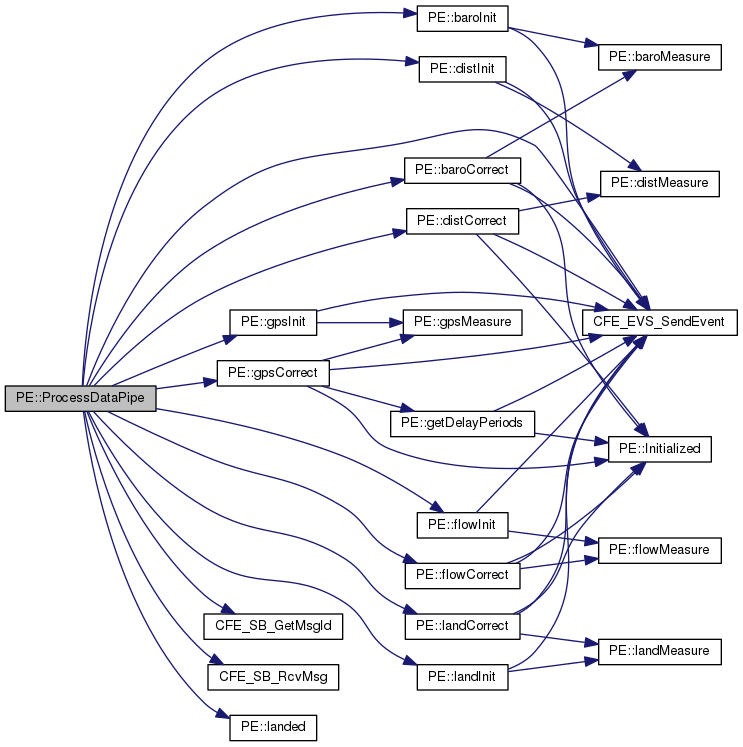 PE::baroInit
PE::baroMeasure
PE::distInit
PE::baroCorrect
PE::distMeasure
PE::distCorrect
PE::gpsInit
PE::gpsMeasure
CFE_EVS_SendEvent
PE::gpsCorrect
PE::ProcessDataPipe
PE::getDelayPeriods
PE::Initialized
PE::flowInit
PE::flowMeasure
PE::flowCorrect
CFE_SB_GetMsgId
PE::landCorrect
PE::landMeasure
CFE_SB_RcvMsg
PE::landInit
PE::landed